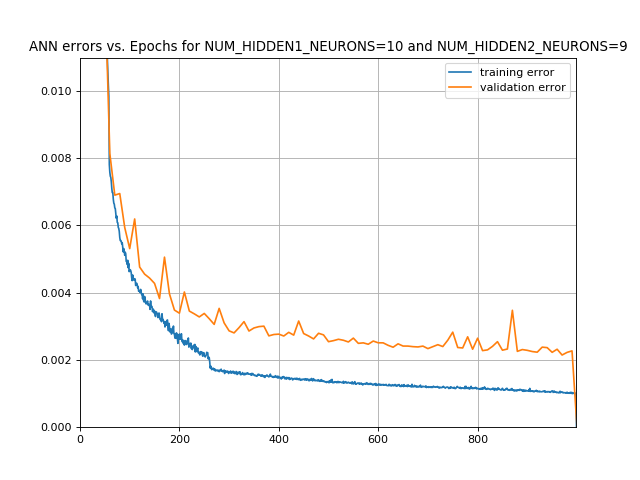 ANN errors vs. Epochs for NUM_HIDDEN1_NEURONS=10 and NUM_HIDDEN2_NEURONS=9
training error
validation error
0.010
0.008
0.006
0.004
0.002
0.000
0 200 400 600 800